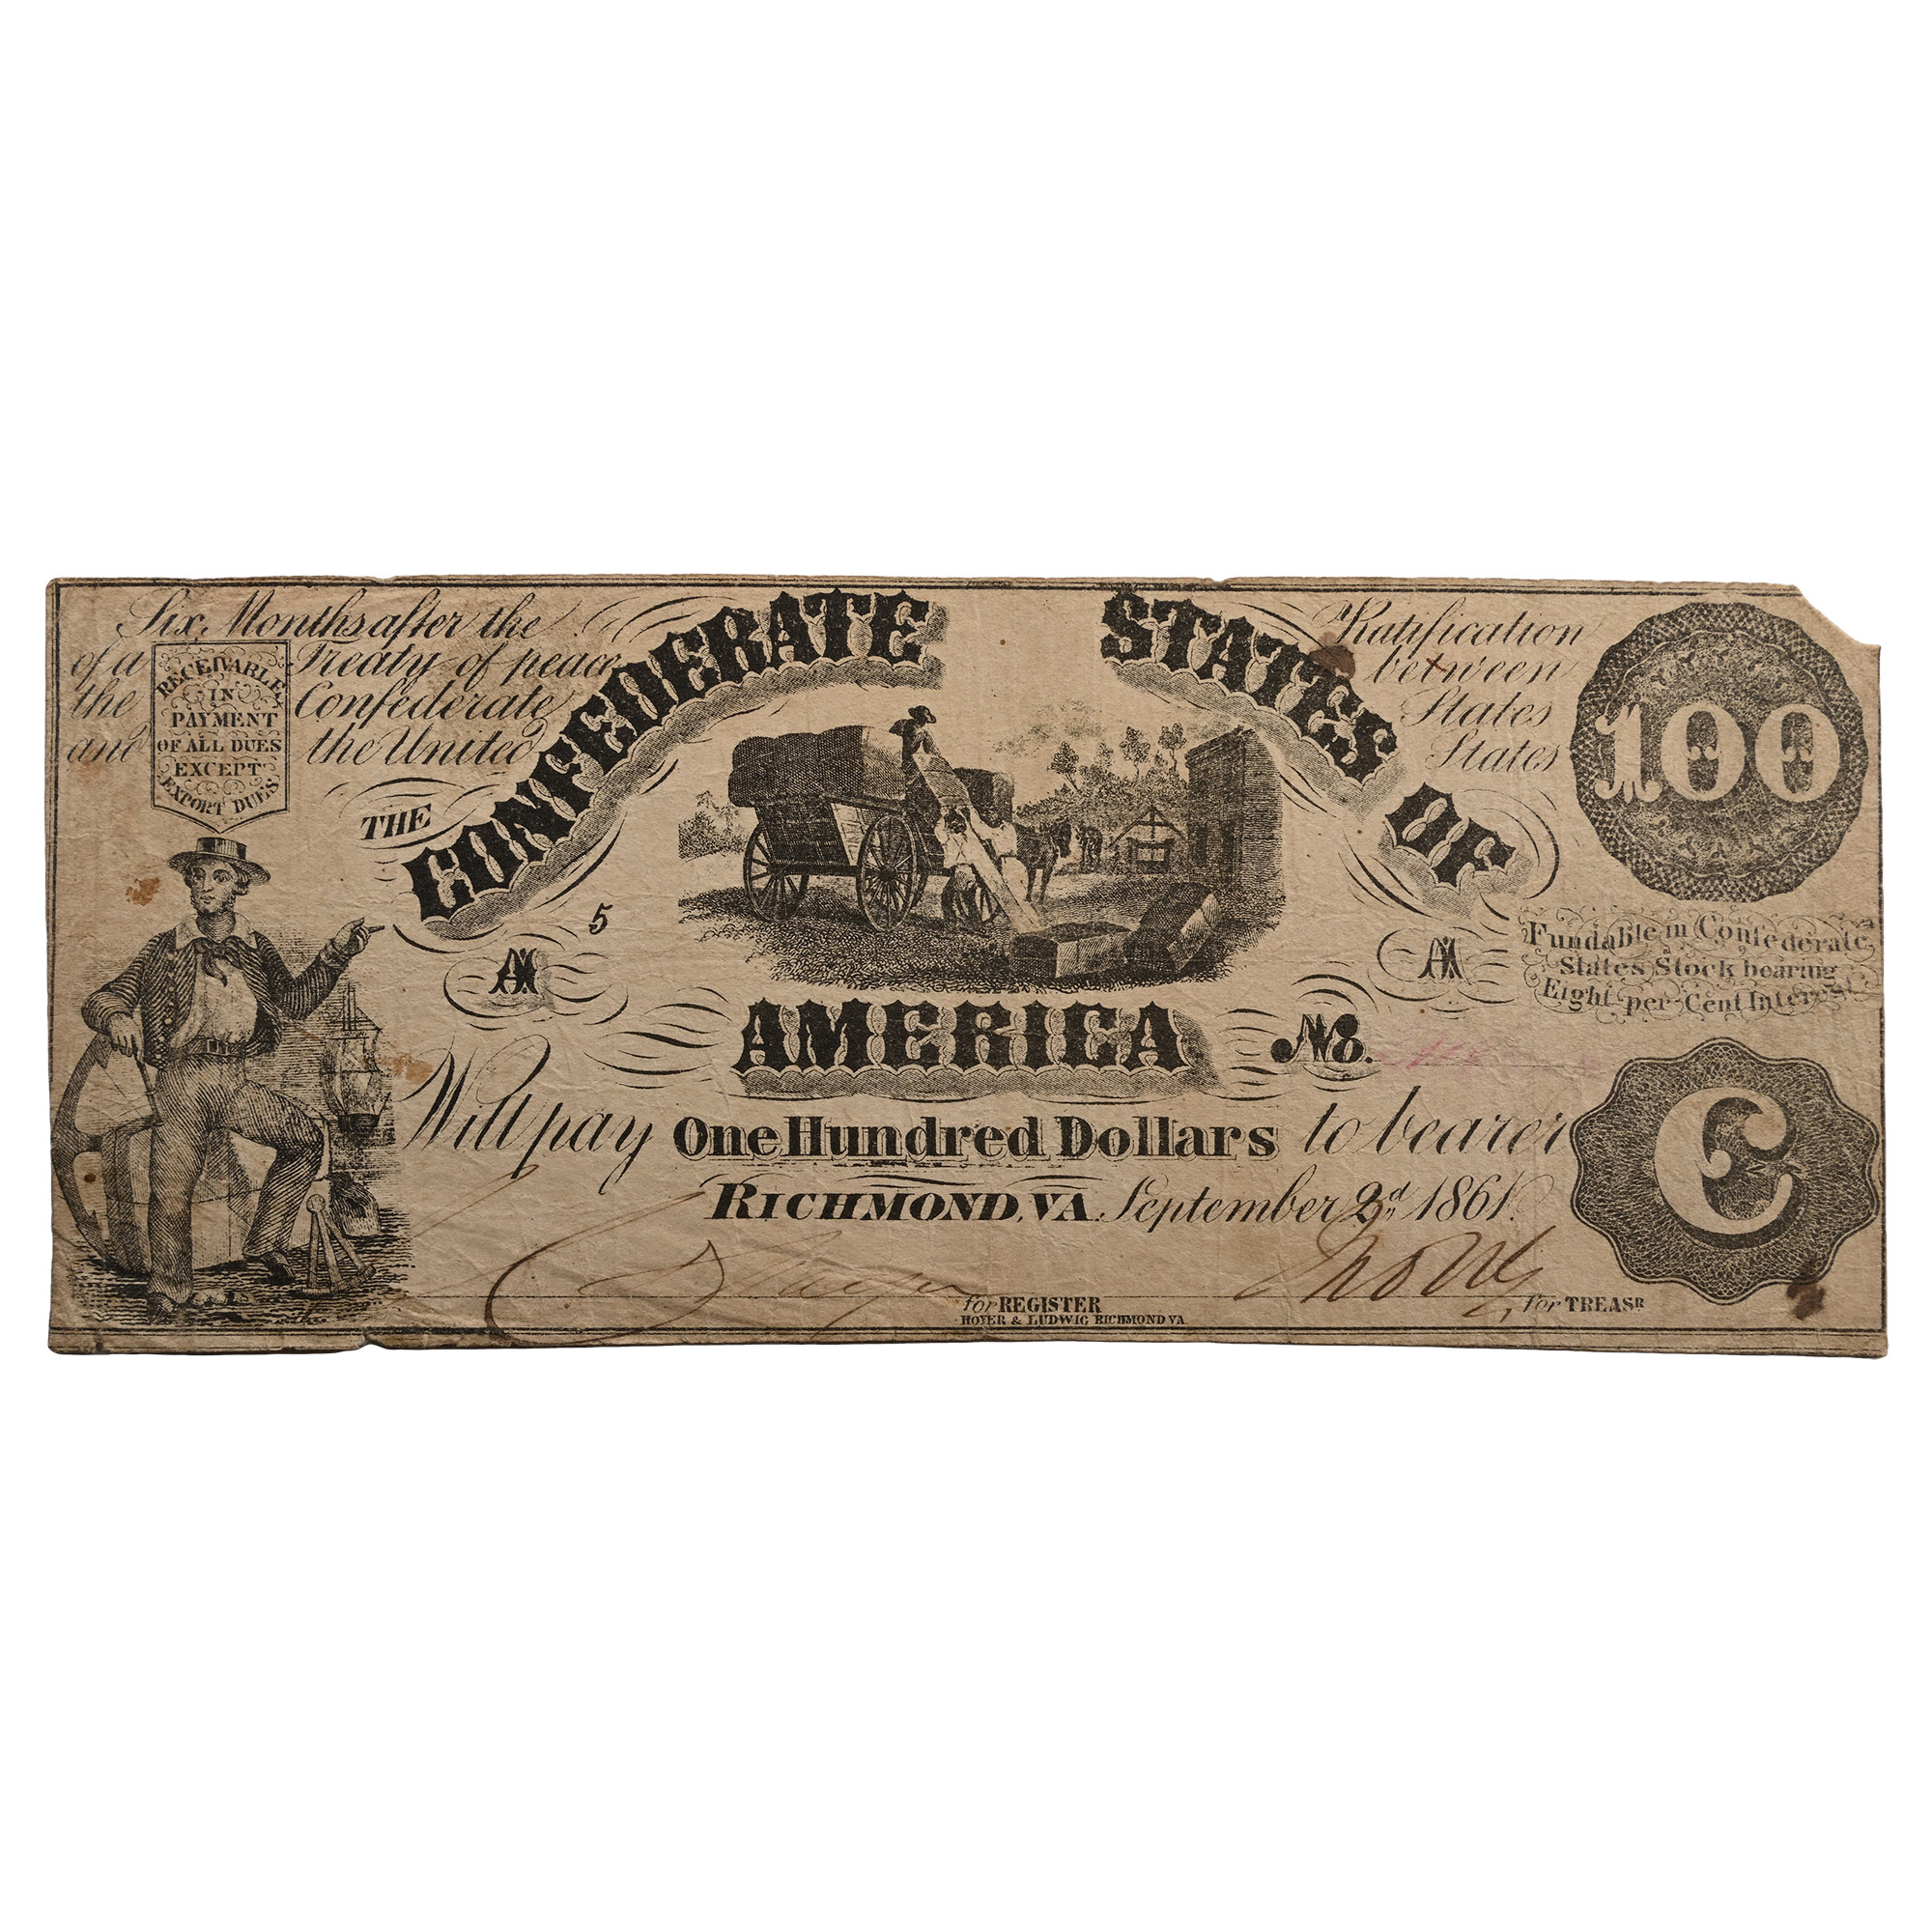 Six Months after the Ratification
of a Treaty of peace between
the Confederate States
and the United States
RECEIVABLE
IN
PAYMENT
OF ALL DUES
EXCEPT
EXPORT DUES
THE CONFEDERATE STATES OF
AMERICA
100
5
A A
Fundable in Confederate
States Stock bearing
Eight per Cent Interest
No.
Will pay One Hundred Dollars to bearer
RICHMOND, VA. September 2d 1861.
C
for REGISTER
for TREASR
HOYER & LUDWIG RICHMOND VA